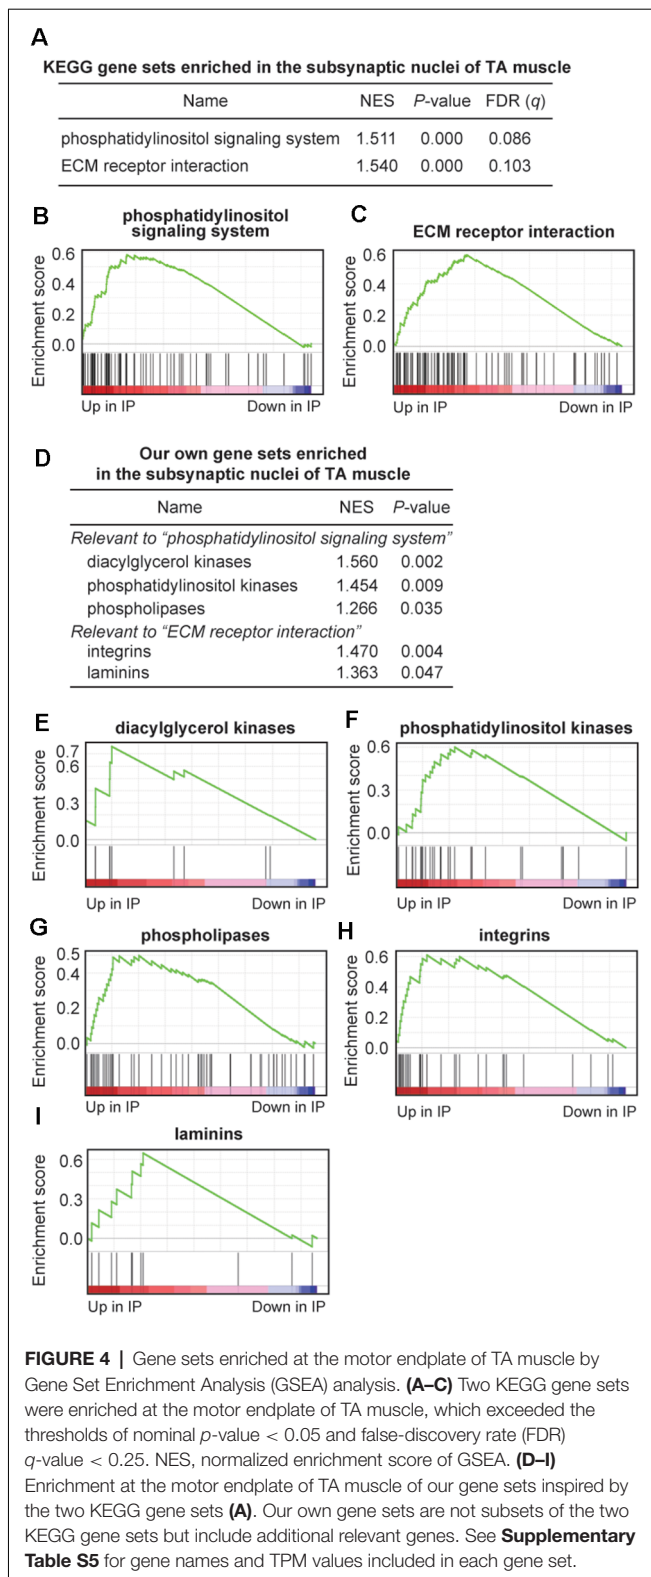 A
KEGG gene sets enriched in the subsynaptic nuclei of TA muscle
Name NES P-value FDR (q)
phosphatidylinositol signaling system 1.511 0.000 0.086
ECM receptor interaction 1.540 0.000 0.103
B
phosphatidylinositol
signaling system
Enrichment score
0.6
0.4
0.2
0.0
Up in IP Down in IP
C
ECM receptor interaction
Enrichment score
0.6
0.4
0.2
0.0
Up in IP Down in IP
D
Our own gene sets enriched
in the subsynaptic nuclei of TA muscle
Name NES P-value
Relevant to “phosphatidylinositol signaling system”
diacylglycerol kinases 1.560 0.002
phosphatidylinositol kinases 1.454 0.009
phospholipases 1.266 0.035
Relevant to “ECM receptor interaction”
integrins 1.470 0.004
laminins 1.363 0.047
E
diacylglycerol kinases
Enrichment score
0.7
0.6
0.3
0.0
Up in IP Down in IP
F
phosphatidylinositol kinases
Enrichment score
0.6
0.3
0.0
Up in IP Down in IP
G
phospholipases
Enrichment score
0.5
0.4
0.2
0.0
Up in IP Down in IP
H
integrins
Enrichment score
0.6
0.4
0.2
0.0
Up in IP Down in IP
I
laminins
Enrichment score
0.6
0.3
0.0
Up in IP Down in IP
FIGURE 4 | Gene sets enriched at the motor endplate of TA muscle by
Gene Set Enrichment Analysis (GSEA) analysis. (A–C) Two KEGG gene sets
were enriched at the motor endplate of TA muscle, which exceeded the
thresholds of nominal p-value < 0.05 and false-discovery rate (FDR)
q-value < 0.25. NES, normalized enrichment score of GSEA. (D–I)
Enrichment at the motor endplate of TA muscle of our gene sets inspired by
the two KEGG gene sets (A). Our own gene sets are not subsets of the two
KEGG gene sets but include additional relevant genes. See Supplementary
Table S5 for gene names and TPM values included in each gene set.